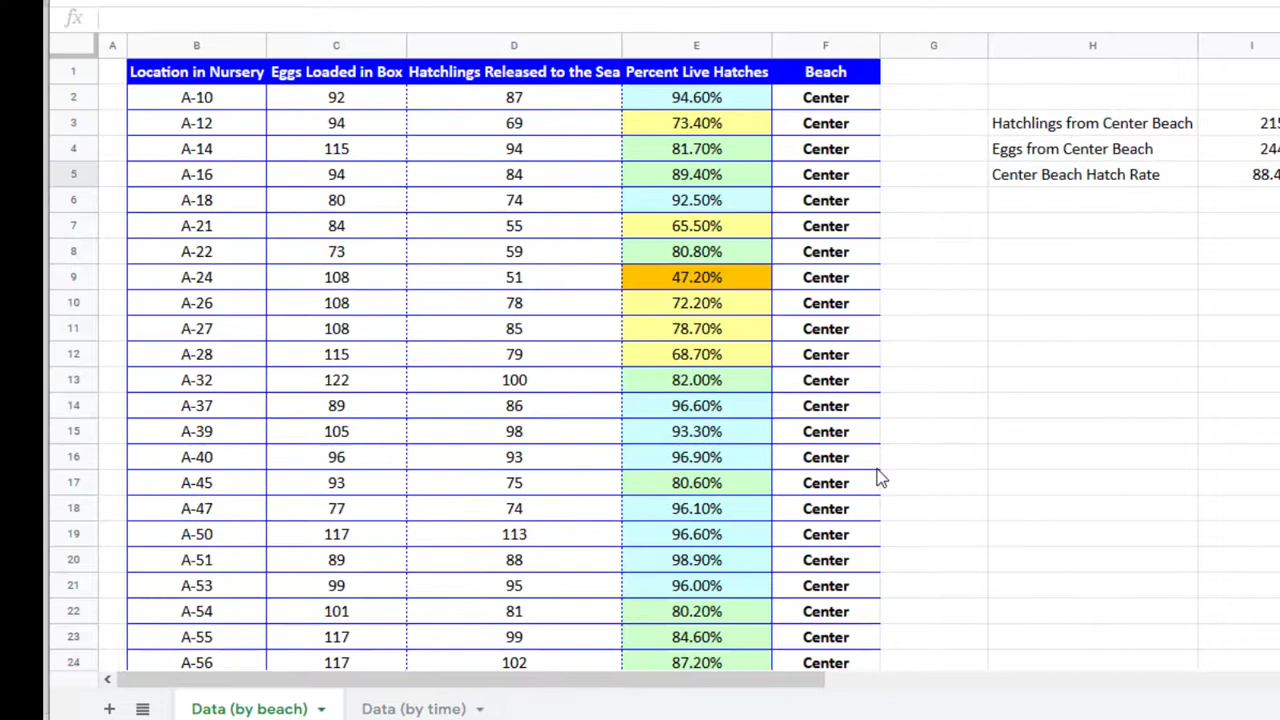 fx
A B C D E F G H I
1 Location in Nursery Eggs Loaded in Box Hatchlings Released to the Sea Percent Live Hatches Beach
2 A-10 92 87 94.60% Center
3 A-12 94 69 73.40% Center Hatchlings from Center Beach 215
4 A-14 115 94 81.70% Center Eggs from Center Beach 244
5 A-16 94 84 89.40% Center Center Beach Hatch Rate 88.4
6 A-18 80 74 92.50% Center
7 A-21 84 55 65.50% Center
8 A-22 73 59 80.80% Center
9 A-24 108 51 47.20% Center
10 A-26 108 78 72.20% Center
11 A-27 108 85 78.70% Center
12 A-28 115 79 68.70% Center
13 A-32 122 100 82.00% Center
14 A-37 89 86 96.60% Center
15 A-39 105 98 93.30% Center
16 A-40 96 93 96.90% Center
17 A-45 93 75 80.60% Center
18 A-47 77 74 96.10% Center
19 A-50 117 113 96.60% Center
20 A-51 89 88 98.90% Center
21 A-53 99 95 96.00% Center
22 A-54 101 81 80.20% Center
23 A-55 117 99 84.60% Center
24 A-56 117 102 87.20% Center
Data (by beach) Data (by time)